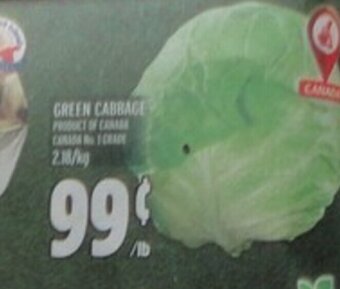 GREEN CABBAGE
PRODUCT OF CANADA
CANADA No. 1 GRADE
2.18/kg
99¢
/lb
CANADA